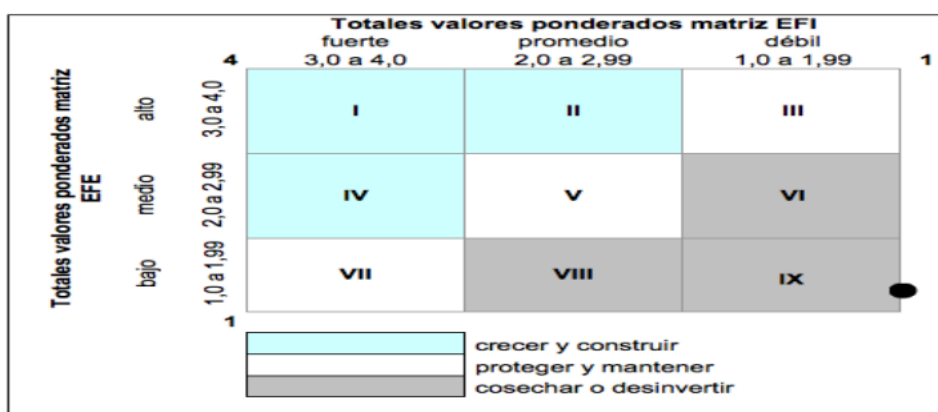 Totales valores ponderados matriz EFI
fuerte promedio débil
4 3,0 a 4,0 2,0 a 2,99 1,0 a 1,99 1
Totales valores ponderados matriz
EFE
alto
3,0 a 4,0
I II III
medio
2,0 a 2,99
IV V VI
bajo
1,0 a 1,99
VII VIII IX
1
crecer y construir
proteger y mantener
cosechar o desinvertir